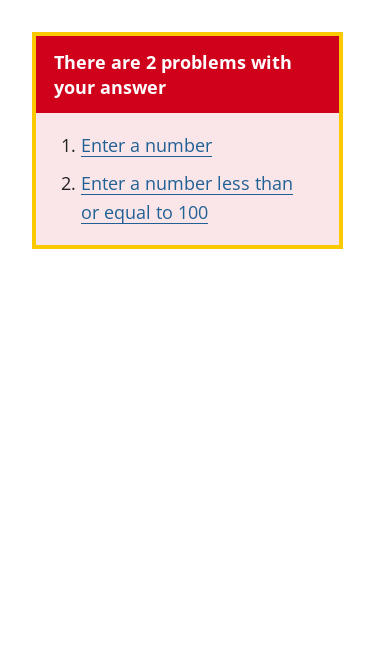 There are 2 problems with
your answer
1. Enter a number
2. Enter a number less than
or equal to 100